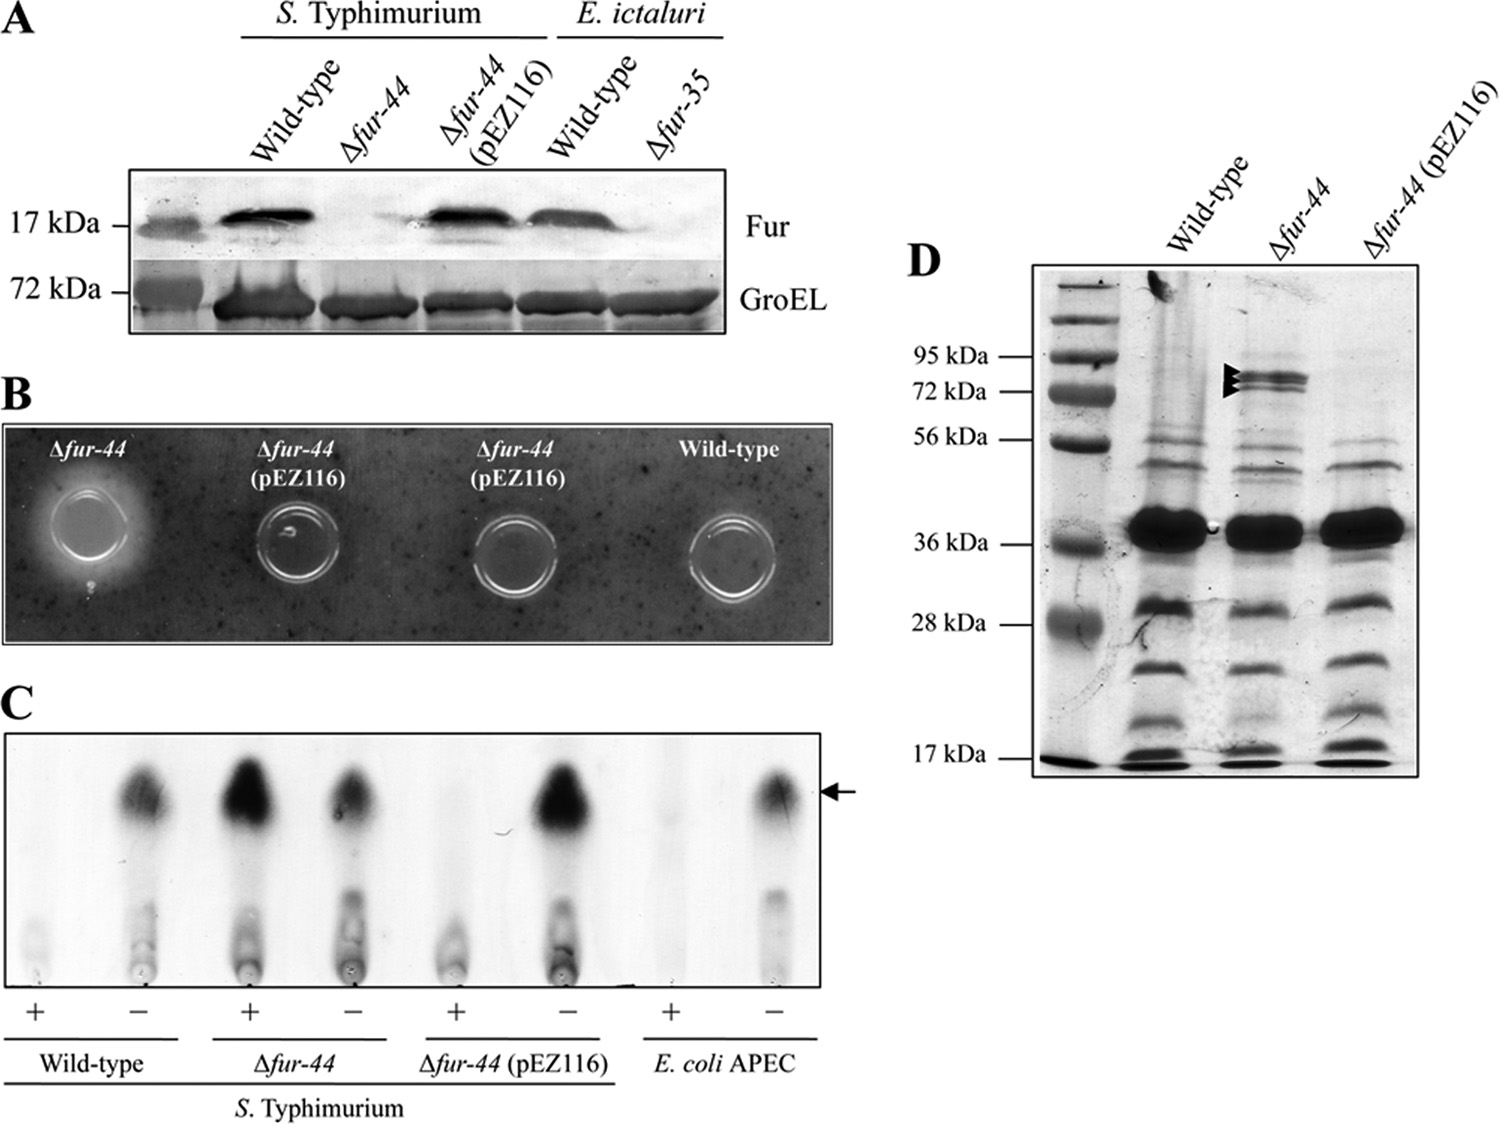 A
S. Typhimurium
E. ictaluri
Wild-type
Δfur-44
Δfur-44
(pEZ116)
Wild-type
Δfur-35
17 kDa
Fur
72 kDa
GroEL
B
Δfur-44
Δfur-44
(pEZ116)
Δfur-44
(pEZ116)
Wild-type
C
+ − + − + − + −
Wild-type
Δfur-44
Δfur-44 (pEZ116)
E. coli APEC
S. Typhimurium
D
Wild-type
Δfur-44
Δfur-44 (pEZ116)
95 kDa
72 kDa
56 kDa
36 kDa
28 kDa
17 kDa